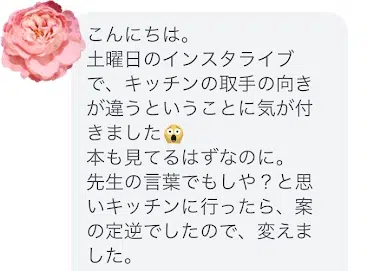 こんにちは。
土曜日のインスタライブ
で、キッチンの取手の向き
が違うということに気が付
きました😱
本も見てるはずなのに。
先生の言葉でもしや？と思
いキッチンに行ったら、案
の定逆でしたので、変えま
した。